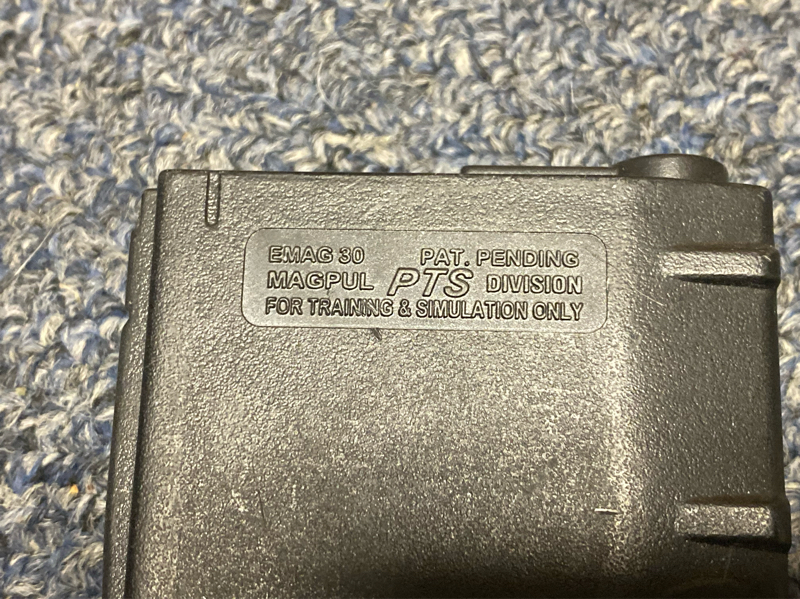 EMAG 30 PAT. PENDING
MAGPUL PTS DIVISION
FOR TRAINING & SIMULATION ONLY